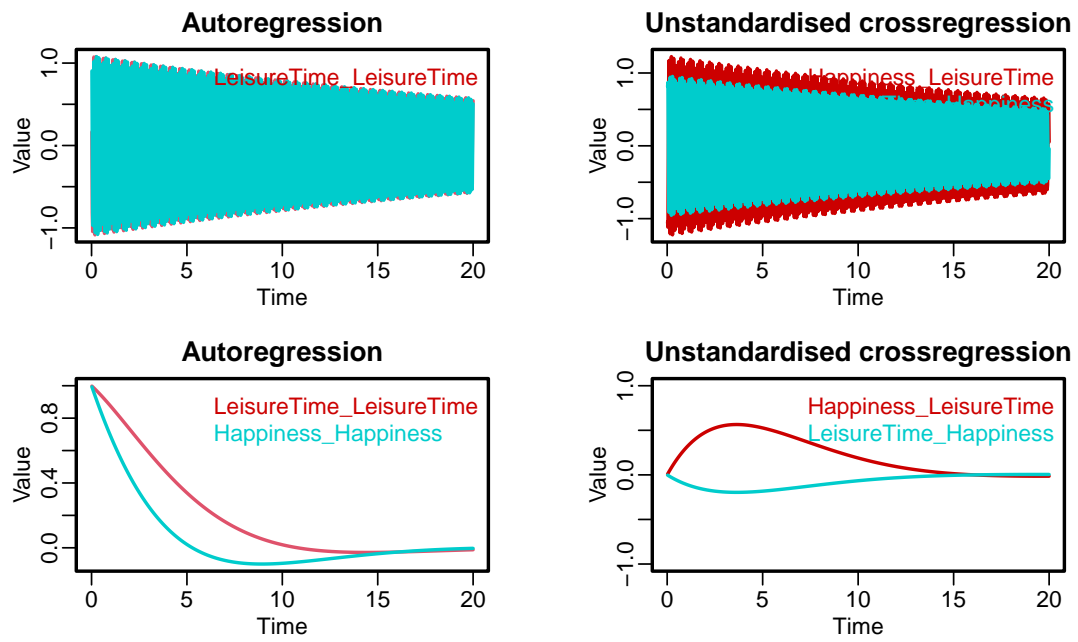 Autoregression
Value
1.0
0.0
−1.0
LeisureTime_LeisureTime
0
5
10
15
20
Time
Unstandardised crossregression
Value
1.0
0.0
−1.0
Happiness_LeisureTime
0
5
10
15
20
Time
Autoregression
Value
0.8
0.4
0.0
LeisureTime_LeisureTime
Happiness_Happiness
0
5
10
15
20
Time
Unstandardised crossregression
Value
1.0
0.0
−1.0
Happiness_LeisureTime
LeisureTime_Happiness
0
5
10
15
20
Time